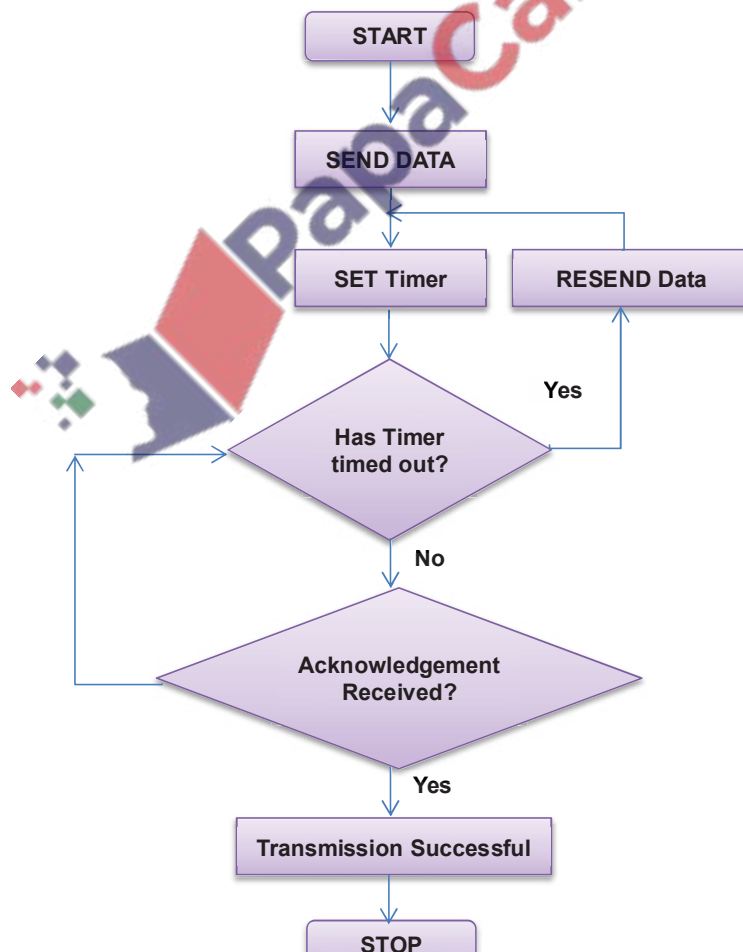 START
SEND DATA
SET Timer
RESEND Data
Yes
Has Timer
timed out?
No
Acknowledgement
Received?
Yes
Transmission Successful
STOP